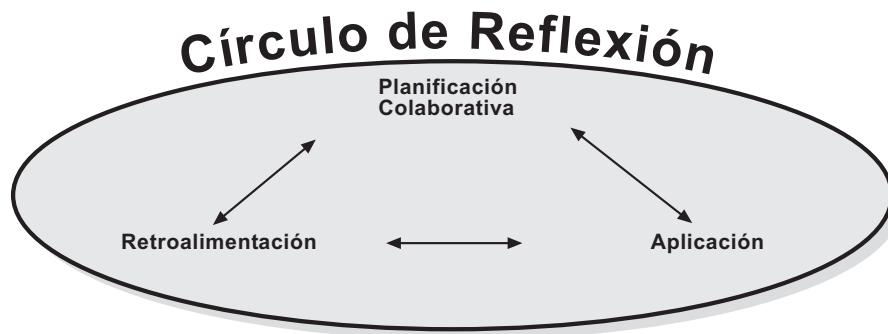 Círculo de Reflexión
Planificación
Colaborativa
Retroalimentación
Aplicación